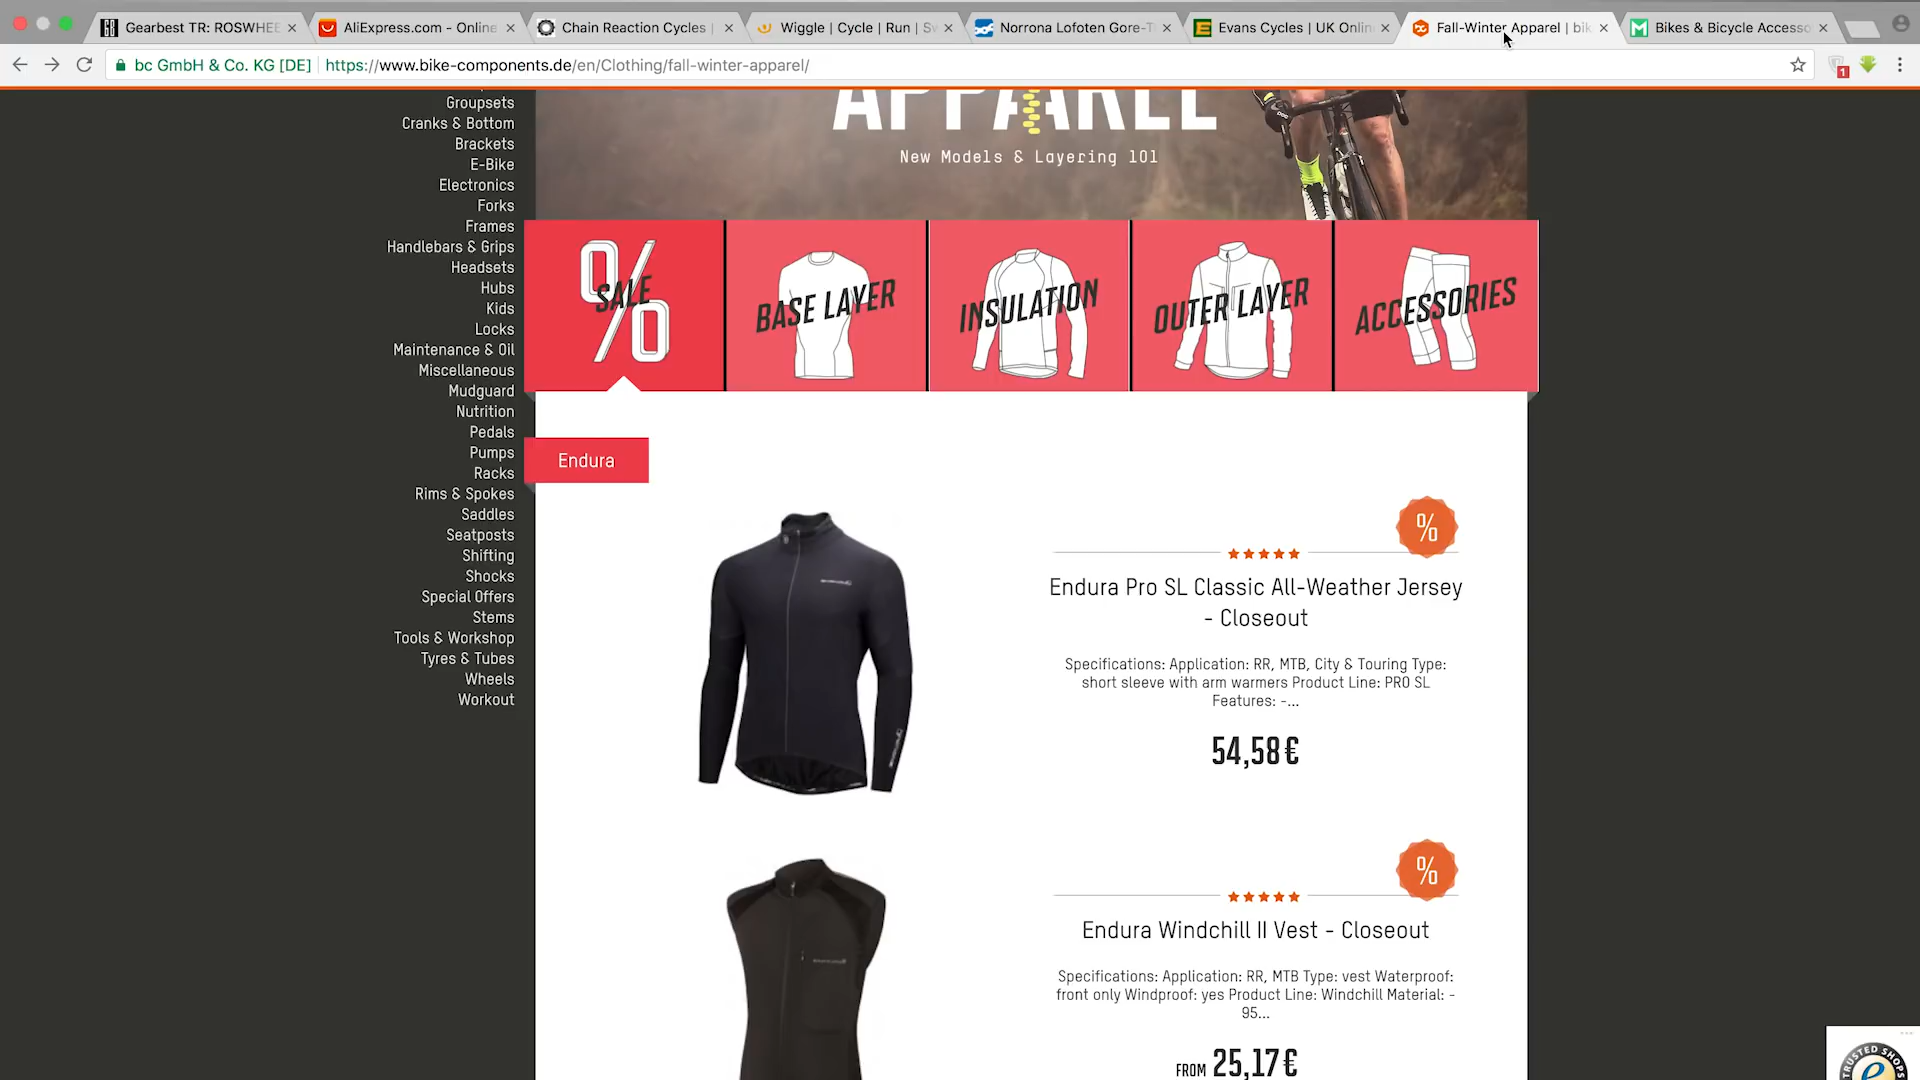 Gearbest TR: ROSWHEE
AliExpress.com - Online
Chain Reaction Cycles |
Wiggle | Cycle | Run | Sw
Norrona Lofoten Gore-T
Evans Cycles | UK Onlin
Fall-Winter Apparel | bik
Bikes & Bicycle Accesso
bc GmbH & Co. KG [DE] https://www.bike-components.de/en/Clothing/fall-winter-apparel/
1
Groupsets
Cranks & Bottom
Brackets
E-Bike
Electronics
Forks
Frames
Handlebars & Grips
Headsets
Hubs
Kids
Locks
Maintenance & Oil
Miscellaneous
Mudguard
Nutrition
Pedals
Pumps
Racks
Rims & Spokes
Saddles
Seatposts
Shifting
Shocks
Special Offers
Stems
Tools & Workshop
Tyres & Tubes
Wheels
Workout
APPAREL
New Models & Layering 101
% SALE
BASE LAYER
INSULATION
OUTER LAYER
ACCESSORIES
Endura
%
Endura Pro SL Classic All-Weather Jersey
- Closeout
Specifications: Application: RR, MTB, City & Touring Type:
short sleeve with arm warmers Product Line: PRO SL
Features: -...
54,58€
%
Endura Windchill II Vest - Closeout
Specifications: Application: RR, MTB Type: vest Waterproof:
front only Windproof: yes Product Line: Windchill Material: -
95...
FROM 25,17€
TRUSTED SHOPS